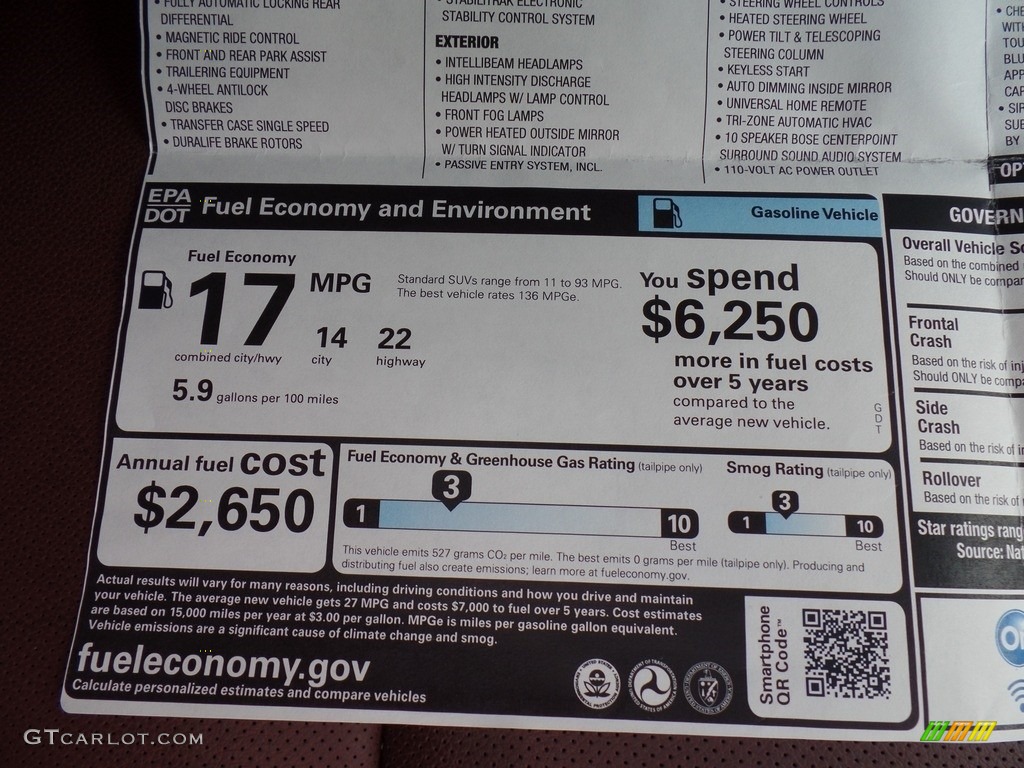 • FULLY AUTOMATIC LOCKING REAR
DIFFERENTIAL
• MAGNETIC RIDE CONTROL
• FRONT AND REAR PARK ASSIST
• TRAILERING EQUIPMENT
• 4-WHEEL ANTILOCK
DISC BRAKES
• TRANSFER CASE SINGLE SPEED
• DURALIFE BRAKE ROTORS
• STABILITRAK ELECTRONIC
STABILITY CONTROL SYSTEM
EXTERIOR
• INTELLIBEAM HEADLAMPS
• HIGH INTENSITY DISCHARGE
HEADLAMPS W/ LAMP CONTROL
• FRONT FOG LAMPS
• POWER HEATED OUTSIDE MIRROR
W/ TURN SIGNAL INDICATOR
• PASSIVE ENTRY SYSTEM, INCL.
• STEERING WHEEL CONTROLS
• HEATED STEERING WHEEL
• POWER TILT & TELESCOPING
STEERING COLUMN
• KEYLESS START
• AUTO DIMMING INSIDE MIRROR
• UNIVERSAL HOME REMOTE
• TRI-ZONE AUTOMATIC HVAC
• 10 SPEAKER BOSE CENTERPOINT
SURROUND SOUND AUDIO SYSTEM
• 110-VOLT AC POWER OUTLET
EPA
DOT
Fuel Economy and Environment
Gasoline Vehicle
Fuel Economy
17 MPG
combined city/hwy
14
city
22
highway
5.9 gallons per 100 miles
Standard SUVs range from 11 to 93 MPG.
The best vehicle rates 136 MPGe.
You spend
$6,250
more in fuel costs
over 5 years
compared to the
average new vehicle.
G
D
T
Annual fuel cost
$2,650
Fuel Economy & Greenhouse Gas Rating (tailpipe only)
3
1
10
Best
Smog Rating (tailpipe only)
3
1
10
Best
This vehicle emits 527 grams CO₂ per mile. The best emits 0 grams per mile (tailpipe only). Producing and
distributing fuel also create emissions; learn more at fueleconomy.gov.
Actual results will vary for many reasons, including driving conditions and how you drive and maintain
your vehicle. The average new vehicle gets 27 MPG and costs $7,000 to fuel over 5 years. Cost estimates
are based on 15,000 miles per year at $3.00 per gallon. MPGe is miles per gasoline gallon equivalent.
Vehicle emissions are a significant cause of climate change and smog.
fueleconomy.gov
Calculate personalized estimates and compare vehicles
Smartphone
QR Code™
GOVERN
Overall Vehicle Sc
Based on the combined
Should ONLY be compar
Frontal
Crash
Based on the risk of inj
Should ONLY be compa
Side
Crash
Based on the risk of in
Rollover
Based on the risk of
Star ratings rang
Source: Nat
GTCARLOT.COM